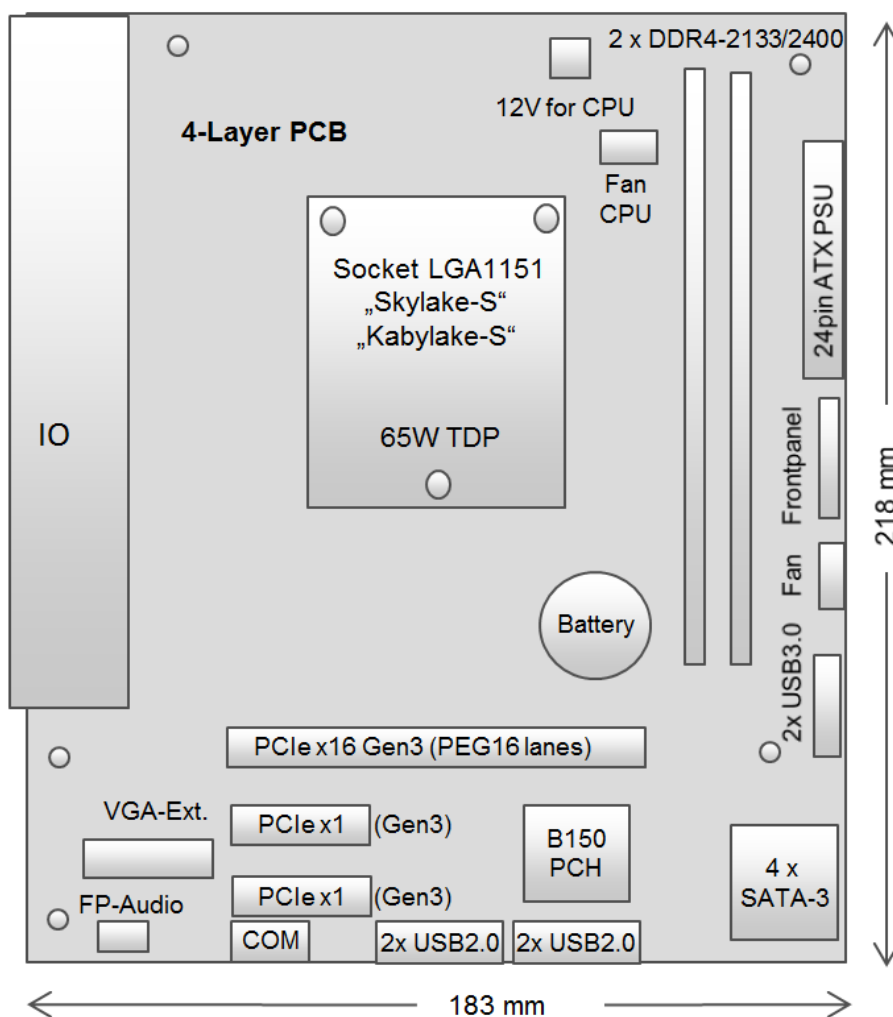 2 x DDR4-2133/2400
12V for CPU
4-Layer PCB
Fan
CPU
24pin ATX PSU
Socket LGA1151
„Skylake-S“
„Kabylake-S“
65W TDP
IO
Frontpanel
218 mm
Fan
Battery
2x USB3.0
PCIe x16 Gen3 (PEG16 lanes)
VGA-Ext.
PCIe x1 (Gen3)
B150
PCH
4 x
SATA-3
PCIe x1 (Gen3)
FP-Audio
COM
2x USB2.0
2x USB2.0
183 mm